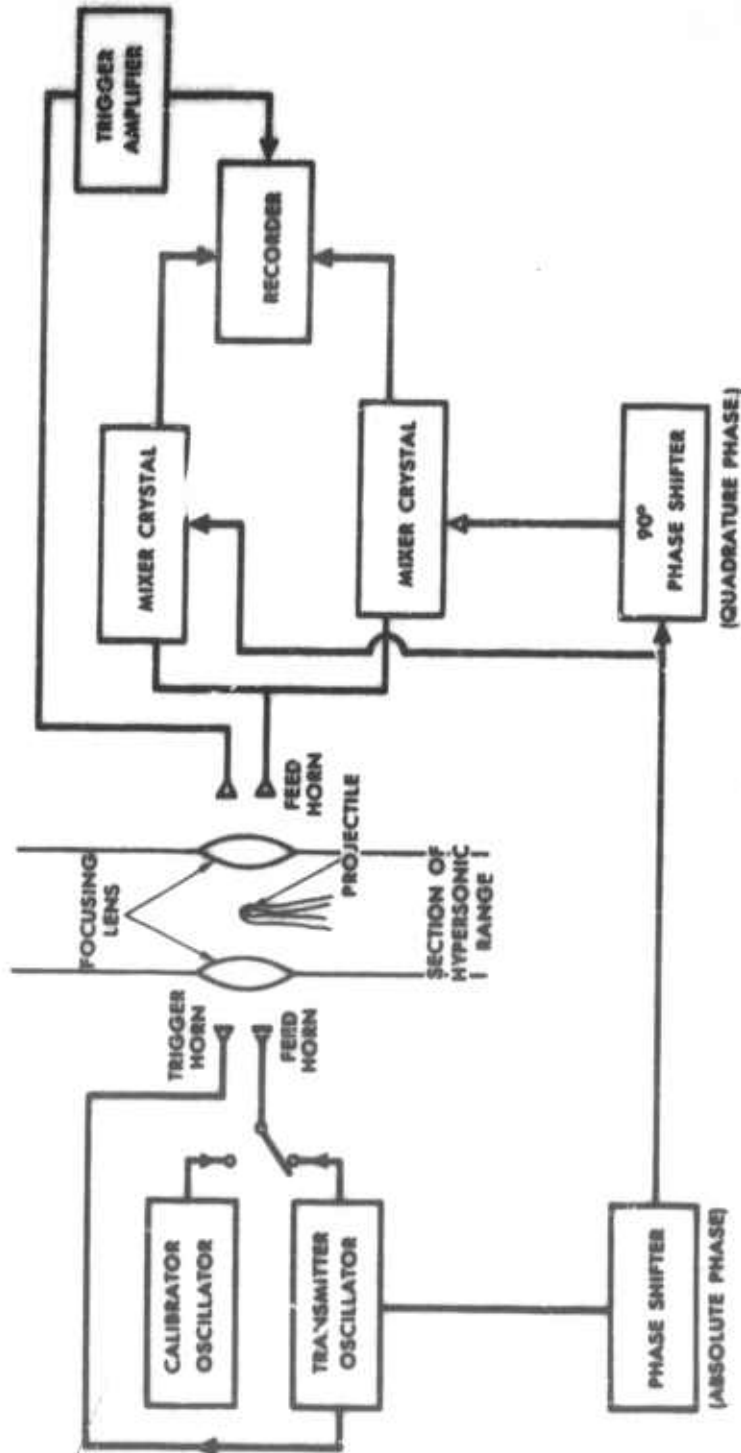 TRIGGER
AMPLIFIER
RECORDER
MIXER CRYSTAL
MIXER CRYSTAL
90°
PHASE SHIFTER
(QUADRATURE PHASE)
FOCUSING
LENS
FEED
HORN
PROJECTILE
SECTION OF
HYPERSONIC
RANGE
TRIGGER
HORN
FEED
HORN
CALIBRATOR
OSCILLATOR
TRANSMITTER
OSCILLATOR
PHASE SHIFTER
(ABSOLUTE PHASE)